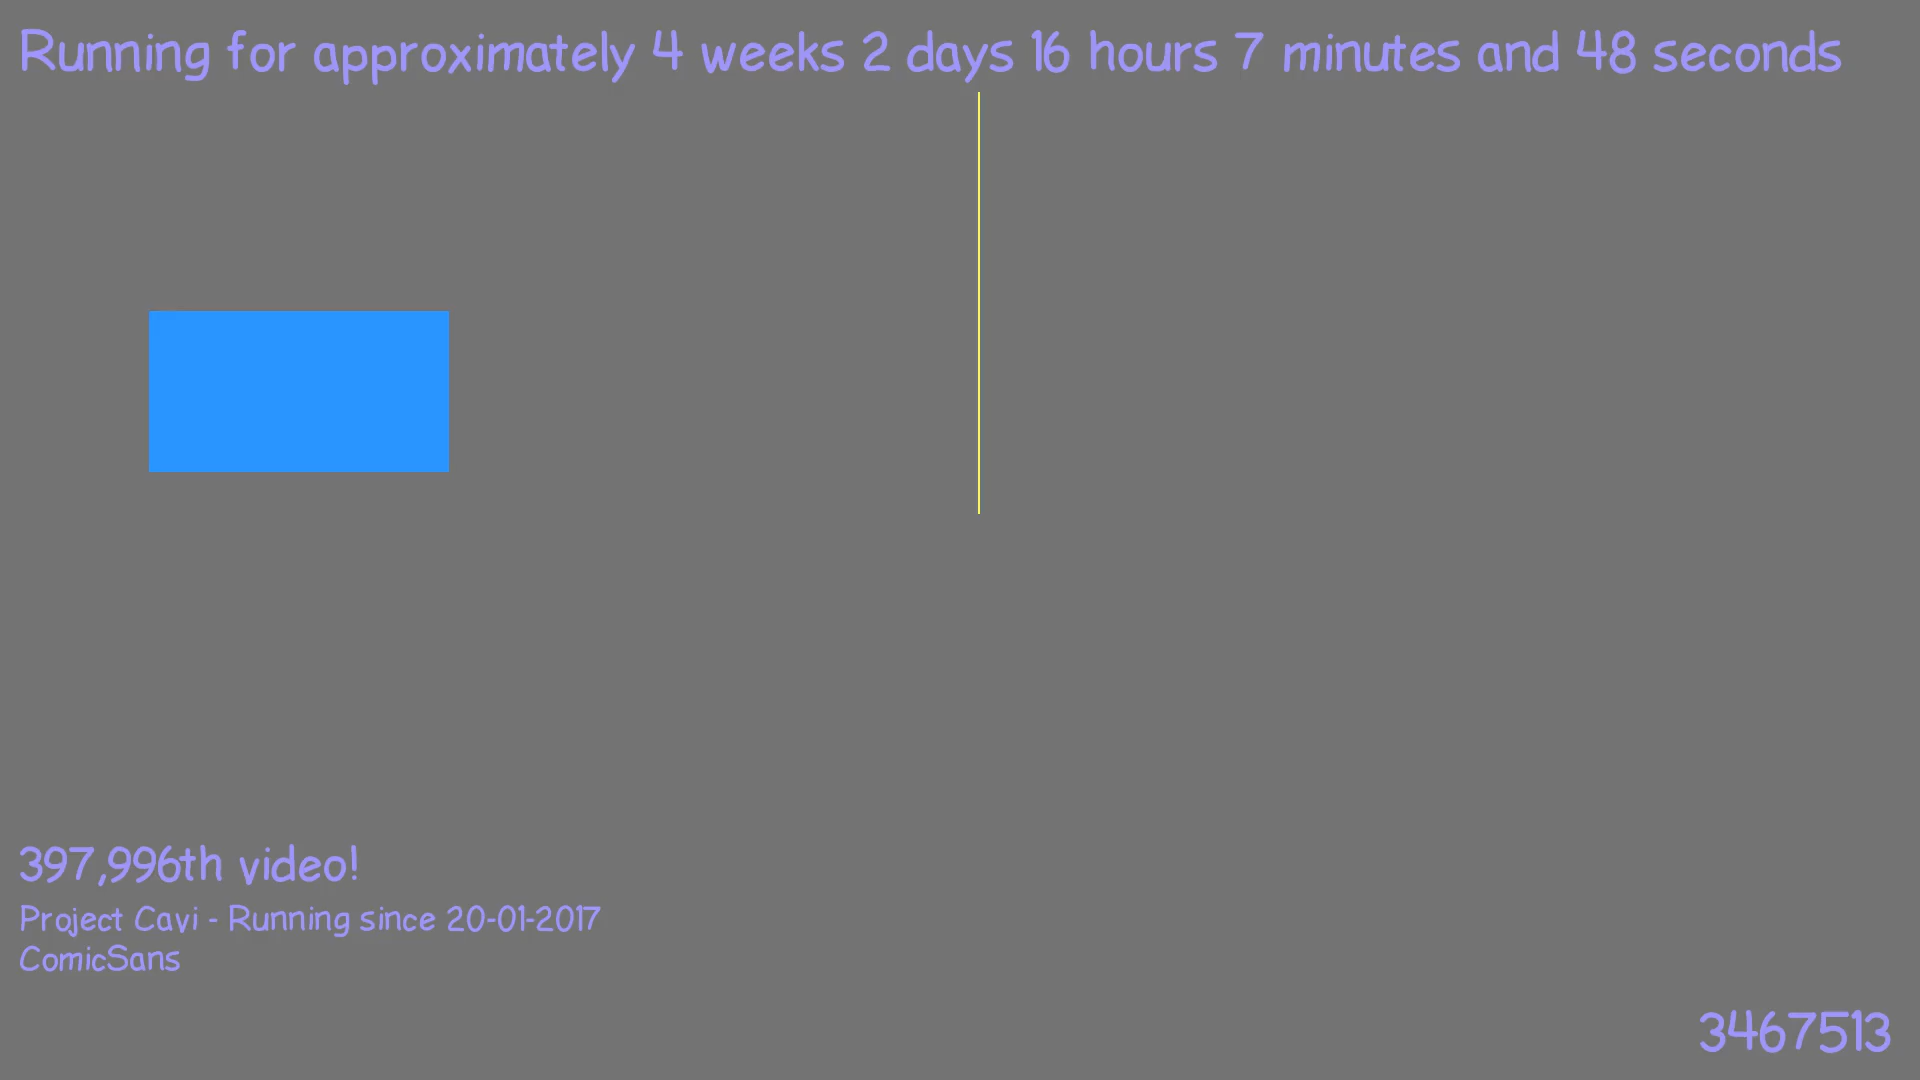 Running for approximately 4 weeks 2 days 16 hours 7 minutes and 48 seconds
397,996th video!
Project Cavi - Running since 20-01-2017
ComicSans
3467513